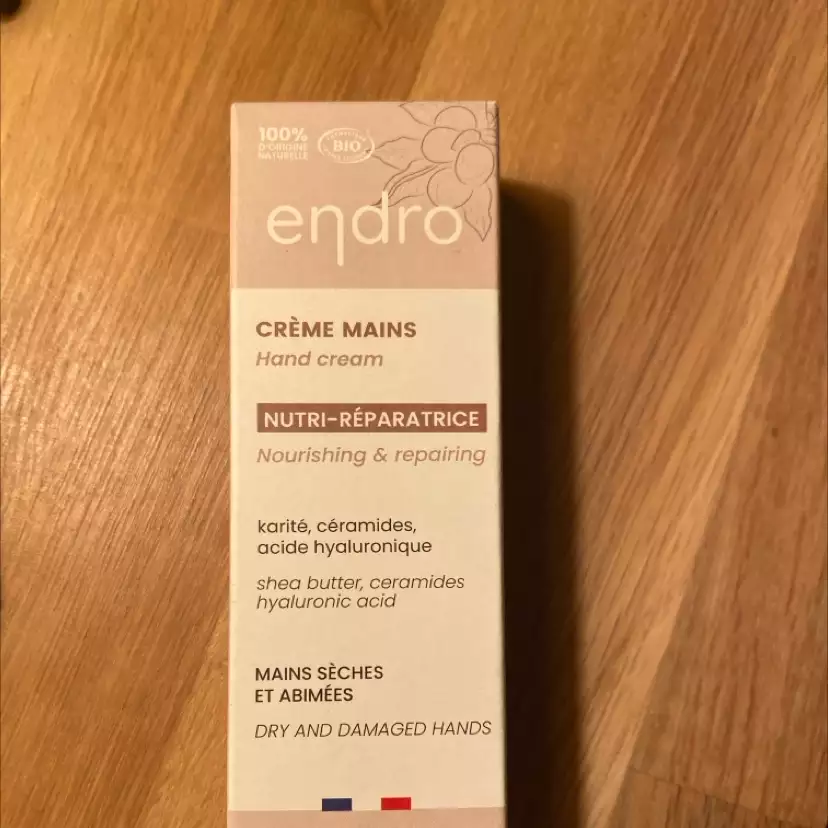 100%
D'ORIGINE
NATURELLE
BIO
endro
CRÈME MAINS
Hand cream
NUTRI-RÉPARATRICE
Nourishing & repairing
karité, céramides,
acide hyaluronique
shea butter, ceramides
hyaluronic acid
MAINS SÈCHES
ET ABIMÉES
DRY AND DAMAGED HANDS